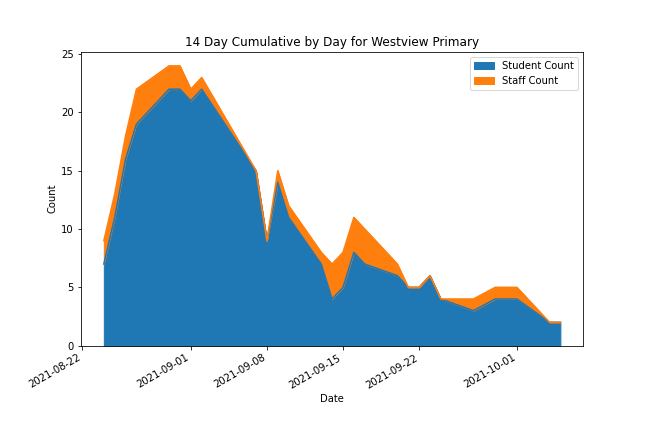 14 Day Cumulative by Day for Westview Primary
Student Count
Staff Count
25
20
15
10
5
0
Count
2021-08-22
2021-09-01
2021-09-08
2021-09-15
2021-09-22
2021-10-01
Date